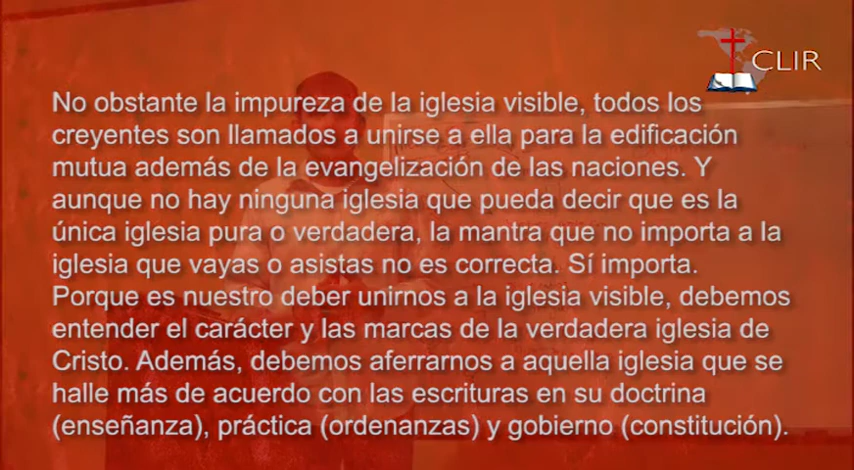 CLIR
No obstante la impureza de la iglesia visible, todos los
creyentes son llamados a unirse a ella para la edificación
mutua además de la evangelización de las naciones. Y
aunque no hay ninguna iglesia que pueda decir que es la
única iglesia pura o verdadera, la mantra que no importa a la
iglesia que vayas o asistas no es correcta. Sí importa.
Porque es nuestro deber unirnos a la iglesia visible, debemos
entender el carácter y las marcas de la verdadera iglesia de
Cristo. Además, debemos aferrarnos a aquella iglesia que se
halle más de acuerdo con las escrituras en su doctrina
(enseñanza), práctica (ordenanzas) y gobierno (constitución).